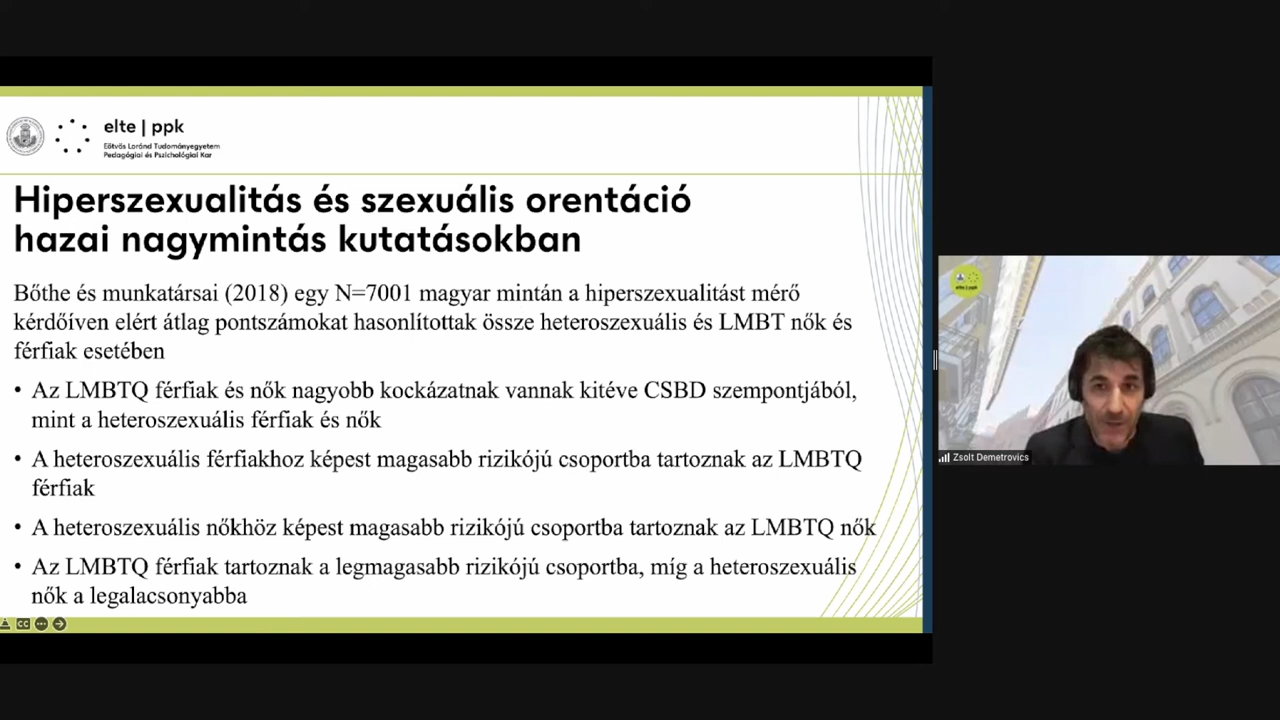 elte | ppk
Eötvös Loránd Tudományegyetem
Pedagógiai és Pszichológiai Kar
Hiperszexualitás és szexuális orentáció
hazai nagymintás kutatásokban
Bőthe és munkatársai (2018) egy N=7001 magyar mintán a hiperszexualitást mérő
kérdőíven elért átlag pontszámokat hasonlítottak össze heteroszexuális és LMBT nők és
férfiak esetében
• Az LMBTQ férfiak és nők nagyobb kockázatnak vannak kitéve CSBD szempontjából,
mint a heteroszexuális férfiak és nők
• A heteroszexuális férfiakhoz képest magasabb rizikójú csoportba tartoznak az LMBTQ
férfiak
• A heteroszexuális nőkhöz képest magasabb rizikójú csoportba tartoznak az LMBTQ nők
• Az LMBTQ férfiak tartoznak a legmagasabb rizikójú csoportba, míg a heteroszexuális
nők a legalacsonyabba
CC
elte | ppk
Zsolt Demetrovics